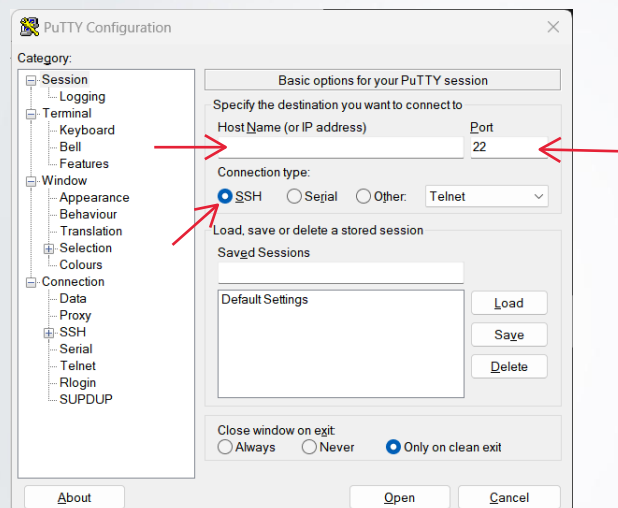 PuTTY Configuration
Category:
Session
Logging
Terminal
Keyboard
Bell
Features
Window
Appearance
Behaviour
Translation
Selection
Colours
Connection
Data
Proxy
SSH
Serial
Telnet
Rlogin
SUPDUP
Basic options for your PuTTY session
Specify the destination you want to connect to
Host Name (or IP address) Port
22
Connection type:
SSH Serial Other: Telnet
Load, save or delete a stored session
Saved Sessions
Default Settings
Load
Save
Delete
Close window on exit:
Always Never Only on clean exit
About Open Cancel